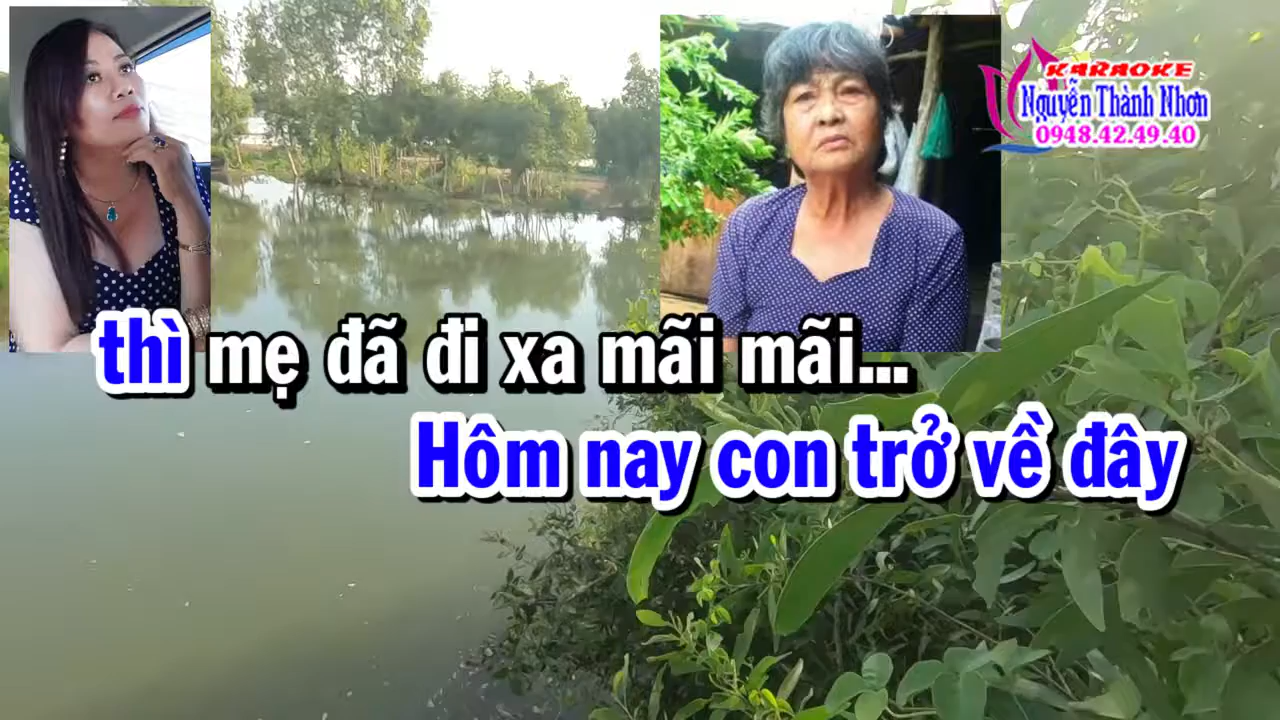 KARAOKE
Nguyễn Thành Nhơn
0948.42.49.40
thì mẹ đã đi xa mãi mãi...
Hôm nay con trở về đây